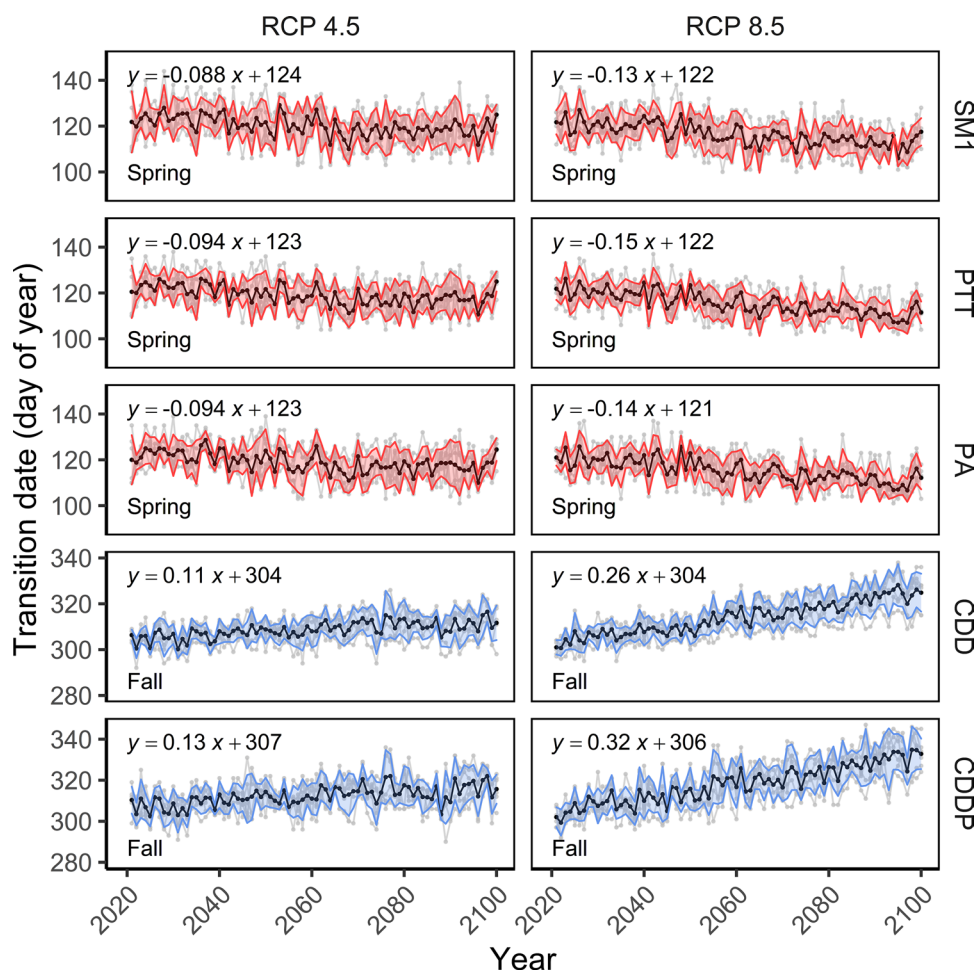 RCP 4.5
RCP 8.5
Transition date (day of year)
140
120
100
y = -0.088 x + 124
Spring
y = -0.13 x + 122
Spring
SM1
140
120
100
y = -0.094 x + 123
Spring
y = -0.15 x + 122
Spring
PTT
140
120
100
y = -0.094 x + 123
Spring
y = -0.14 x + 121
Spring
PA
340
320
300
280
y = 0.11 x + 304
Fall
y = 0.26 x + 304
Fall
CDD
340
320
300
280
y = 0.13 x + 307
Fall
y = 0.32 x + 306
Fall
CDDP
2020 2040 2060 2080 2100
2020 2040 2060 2080 2100
Year